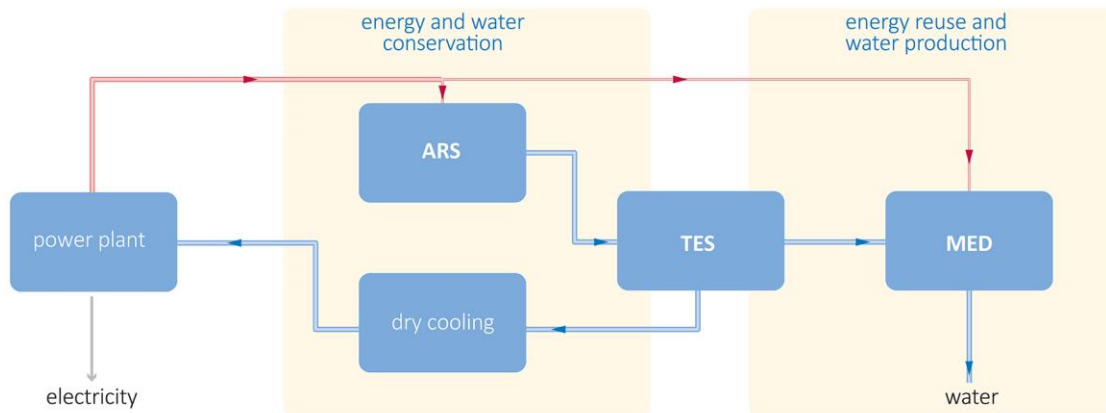 energy and water
conservation
energy reuse and
water production
ARS
power plant
TES
MED
dry cooling
electricity
water